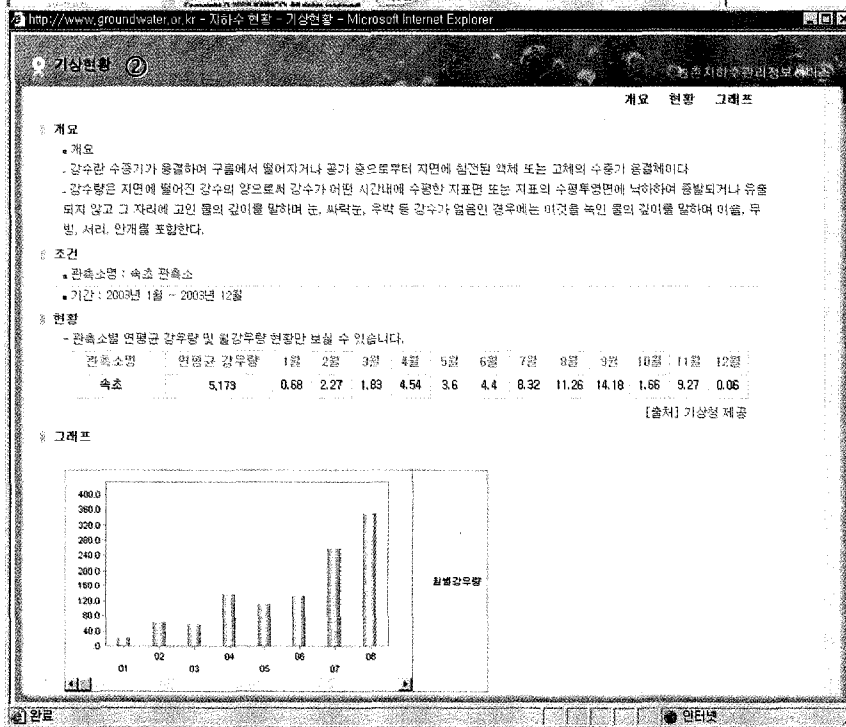 http://www.groundwater.or.kr - 지하수 현황 - 기상현황 - Microsoft Internet Explorer
기상현황 ②
개요 현황 그래프
개요
개요
- 강수란 수증기가 응결하여 구름에서 떨어지거나 공기 중으로부터 지면에 침전된 액체 또는 고체의 수증기 응결체이다
- 강수량은 지면에 떨어진 강수의 양으로써 강수가 어떤 시간내에 수평한 지표면 또는 지표의 수평투영면에 낙하하여 증발되거나 유출
되지 않고 그 자리에 고인 물의 깊이를 말하며 눈, 싸락눈, 우박 등 강수가 얼음인 경우에는 이것을 녹인 물의 깊이를 말하며 이슬, 무
빙, 서리, 안개를 포함한다.
조건
관측소명 : 속초 관측소
기간 : 2003년 1월 ~ 2003년 12월
현황
- 관측소별 연평균 강우량 및 월강우량 현황만 보실 수 있습니다.
관측소명 연평균 강우량 1월 2월 3월 4월 5월 6월 7월 8월 9월 10월 11월 12월
속초 5,173 0.68 2.27 1.83 4.54 3.6 4.4 8.32 11.26 14.18 1.66 9.27 0.06
[출처] 기상청 제공
그래프
400.0
360.0
320.0
280.0
240.0
200.0
160.0
120.0
80.0
40.0
0
01 02 03 04 05 06 07 08
월별강우량
완료
인터넷